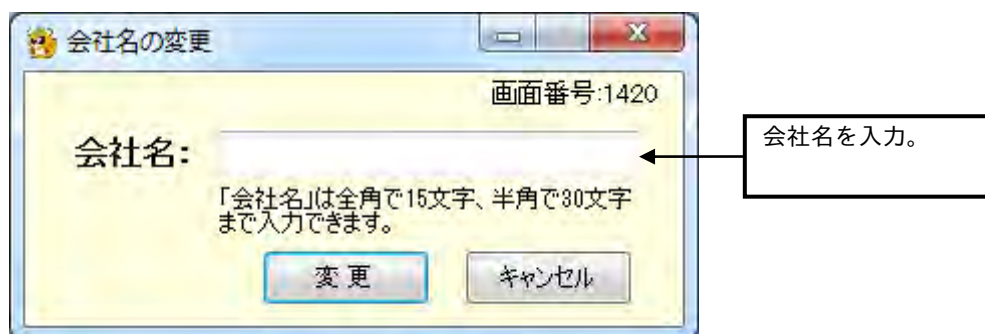 会社名の変更
画面番号:1420
会社名:
会社名を入力。
「会社名」は全角で15文字、半角で30文字
まで入力できます。
変更
キャンセル